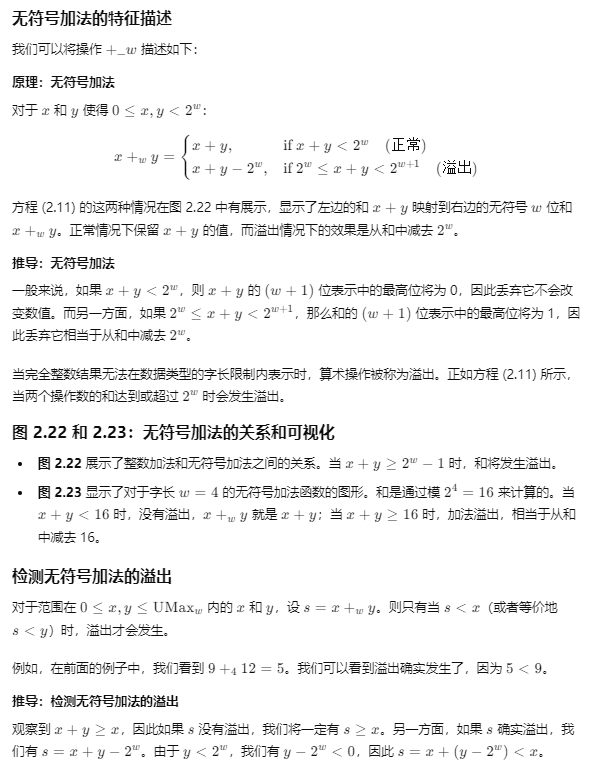 无符号加法的特征描述
我们可以将操作 +_w 描述如下：
原理：无符号加法
对于 x 和 y 使得 0 ≤ x, y < 2^w：
x +_w y = { x + y, if x + y < 2^w （正常）
x + y − 2^w, if 2^w ≤ x + y < 2^{w+1} （溢出）
方程 (2.11) 的这两种情况在图 2.22 中有展示，显示了左边的和 x + y 映射到右边的无符号 w 位和
x +_w y。正常情况下保留 x + y 的值，而溢出情况下的效果是从和中减去 2^w。
推导：无符号加法
一般来说，如果 x + y < 2^w，则 x + y 的 (w + 1) 位表示中的最高位将为 0，因此丢弃它不会改
变数值。而另一方面，如果 2^w ≤ x + y < 2^{w+1}，那么和的 (w + 1) 位表示中的最高位将为 1，因
此丢弃它相当于从和中减去 2^w。
当完全整数结果无法在数据类型的字长限制内表示时，算术操作被称为溢出。正如方程 (2.11) 所示，
当两个操作数的和达到或超过 2^w 时会发生溢出。
图 2.22 和 2.23：无符号加法的关系和可视化
• 图 2.22 展示了整数加法和无符号加法之间的关系。当 x + y ≥ 2^w − 1 时，和将发生溢出。
• 图 2.23 显示了对于字长 w = 4 的无符号加法函数的图形。和是通过模 2^4 = 16 来计算的。当
x + y < 16 时，没有溢出，x +_w y 就是 x + y；当 x + y ≥ 16 时，加法溢出，相当于从和
中减去 16。
检测无符号加法的溢出
对于范围在 0 ≤ x, y ≤ UMax_w 内的 x 和 y，设 s = x +_w y。则只有当 s < x（或者等价地
s < y）时，溢出才会发生。
例如，在前面的例子中，我们看到 9 +_4 12 = 5。我们可以看到溢出确实发生了，因为 5 < 9。
推导：检测无符号加法的溢出
观察到 x + y ≥ x，因此如果 s 没有溢出，我们将一定有 s ≥ x。另一方面，如果 s 确实溢出，我
们有 s = x + y − 2^w。由于 y < 2^w，我们有 y − 2^w < 0，因此 s = x + (y − 2^w) < x。